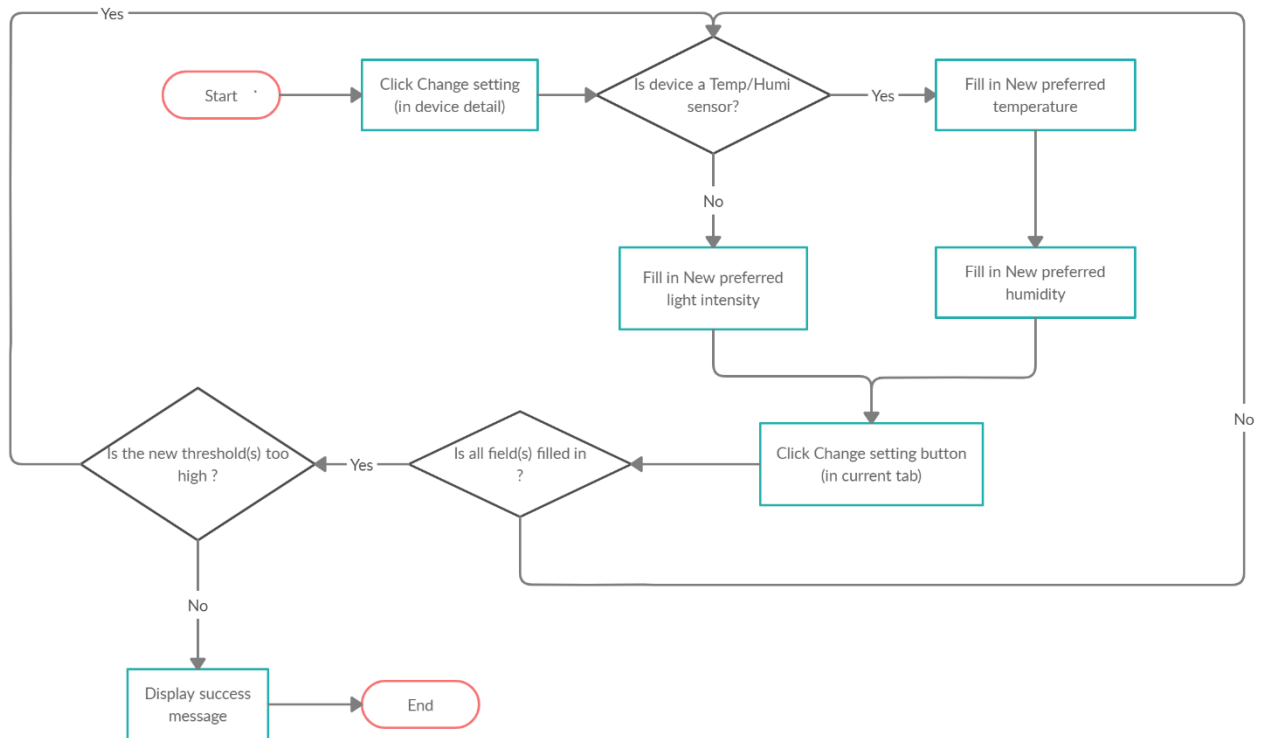 Yes
Start
Click Change setting
(in device detail)
Is device a Temp/Humi
sensor?
Yes
Fill in New preferred
temperature
No
Fill in New preferred
light intensity
Fill in New preferred
humidity
No
Is the new threshold(s) too
high ?
Yes
Is all field(s) filled in
?
Click Change setting button
(in current tab)
No
Display success
message
End